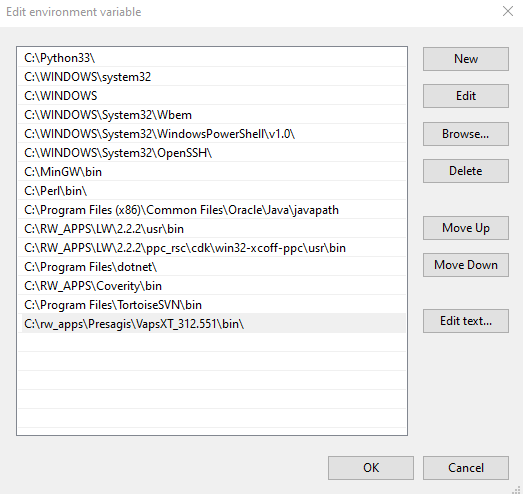 Edit environment variable
C:\Python33\
C:\WINDOWS\system32
C:\WINDOWS
C:\WINDOWS\System32\Wbem
C:\WINDOWS\System32\WindowsPowerShell\v1.0\
C:\WINDOWS\System32\OpenSSH\
C:\MinGW\bin
C:\Perl\bin\
C:\Program Files (x86)\Common Files\Oracle\Java\javapath
C:\RW_APPS\LW\2.2.2\usr\bin
C:\RW_APPS\LW\2.2.2\ppc_rsc\cdk\win32-xcoff-ppc\usr\bin
C:\Program Files\dotnet\
C:\RW_APPS\Coverity\bin
C:\Program Files\TortoiseSVN\bin
C:\rw_apps\Presagis\VapsXT_312.551\bin\
New
Edit
Browse...
Delete
Move Up
Move Down
Edit text...
OK
Cancel